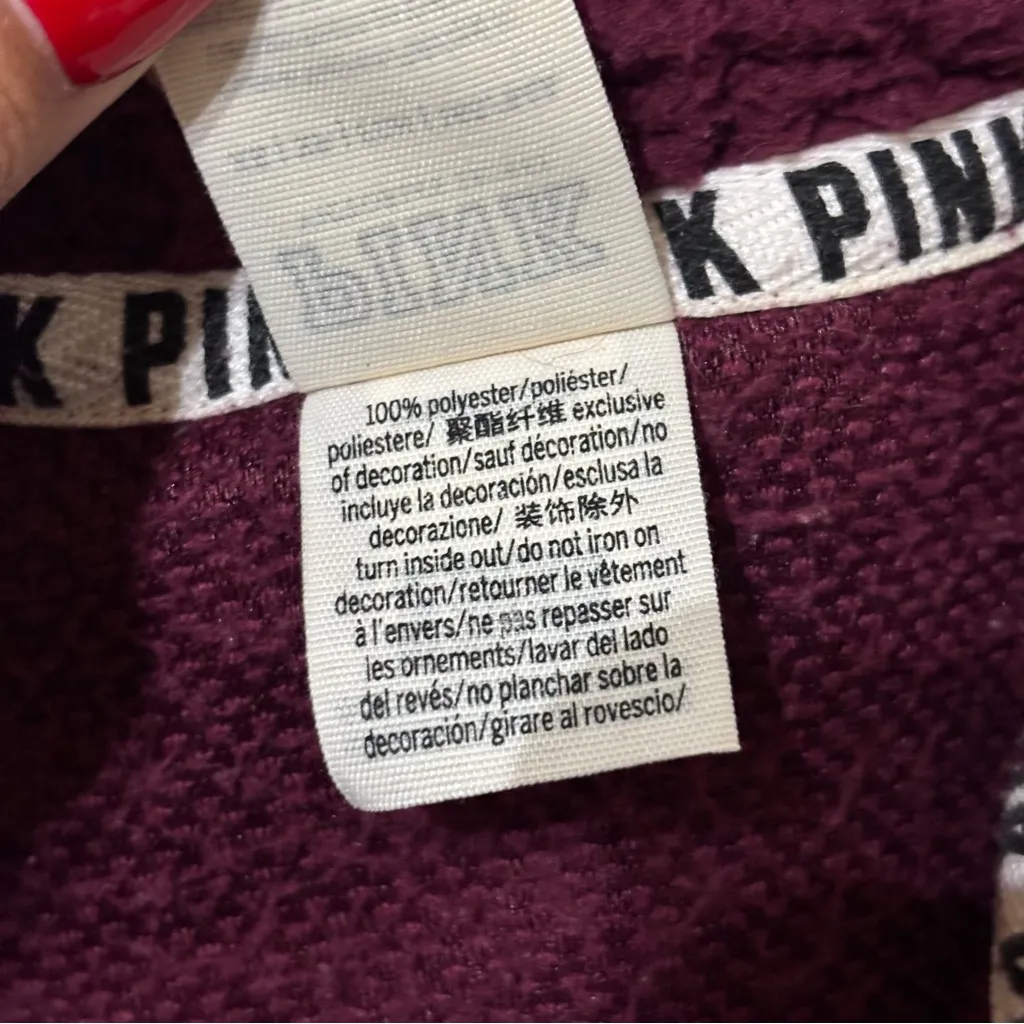 K PINK
K PIN
100% polyester/poliéster/
poliestere/ 聚酯纤维 exclusive
of decoration/sauf décoration/no
incluye la decoración/esclusa la
decorazione/ 装饰除外
turn inside out/do not iron on
decoration/retourner le vêtement
à l'envers/ne pas repasser sur
les ornements/lavar del lado
del revés/no planchar sobre la
decoración/girare al rovescio/